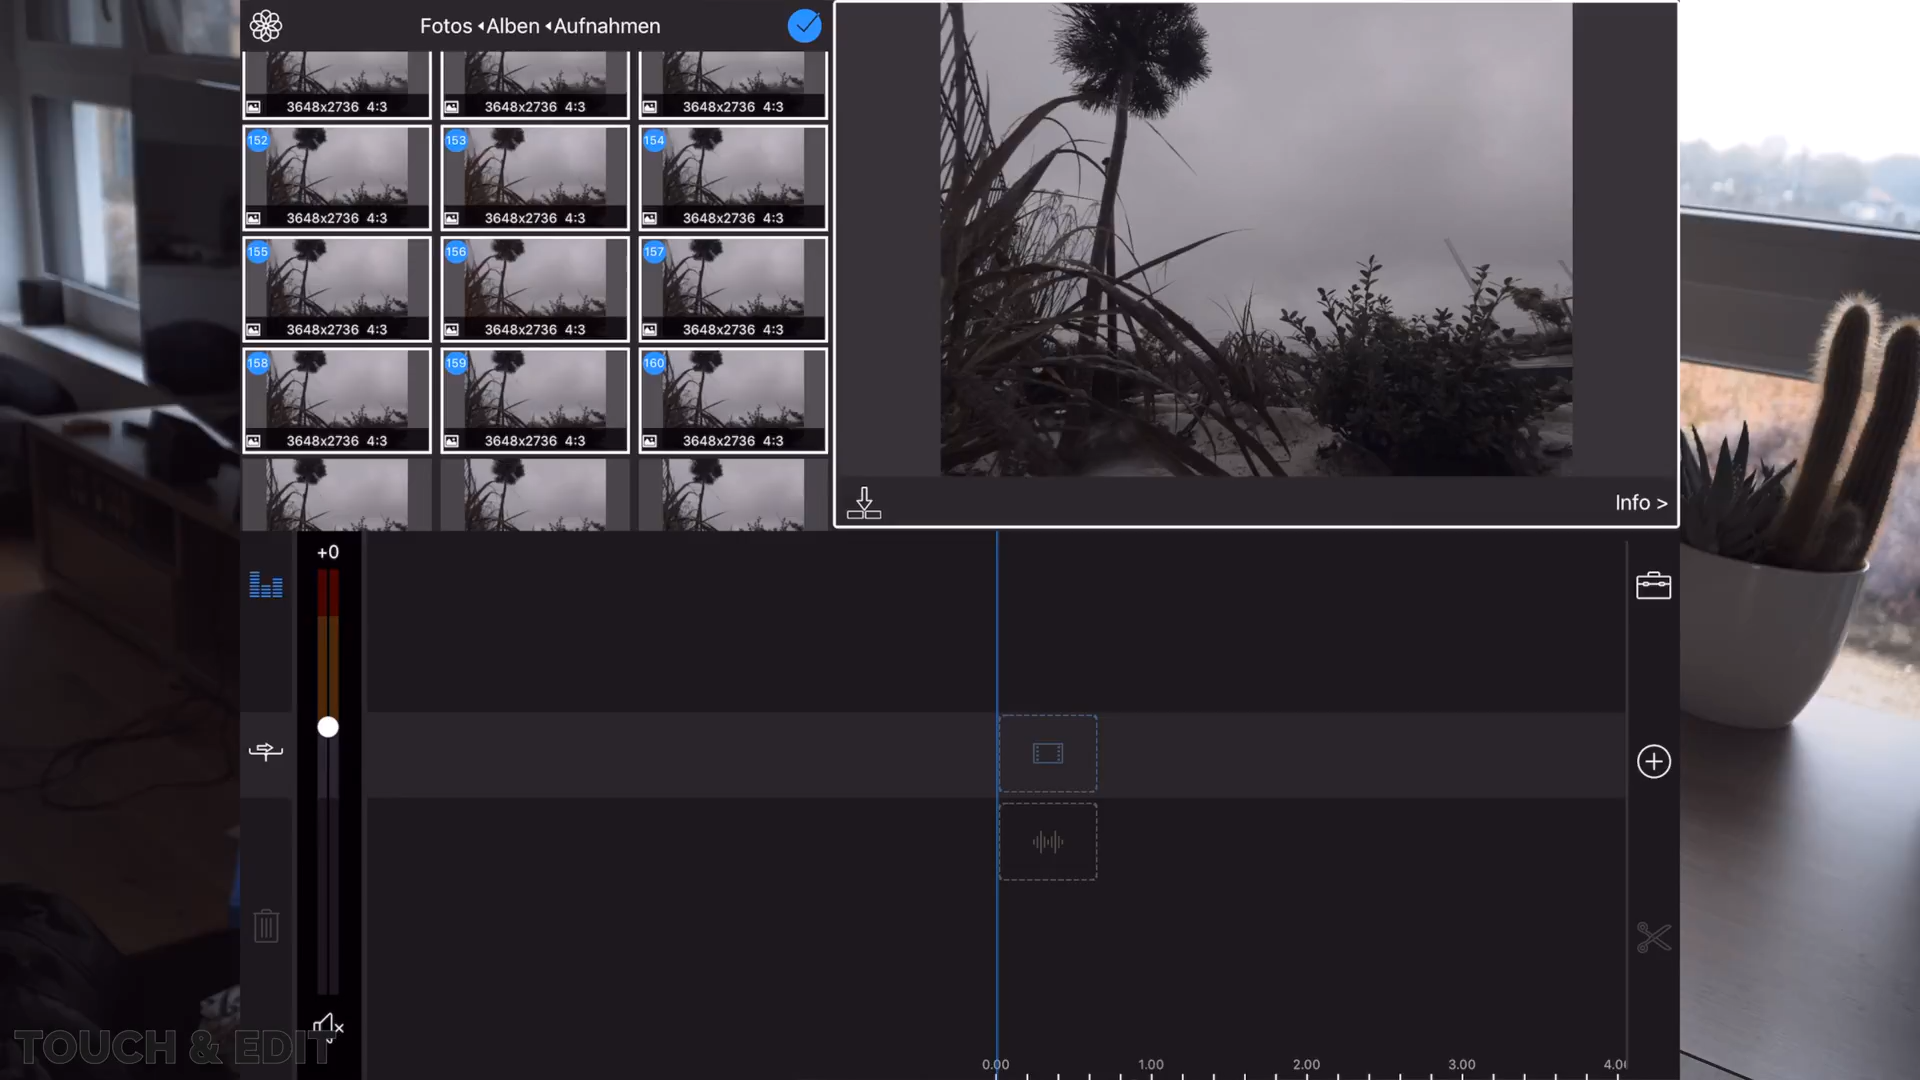 Fotos ◂Alben ◂Aufnahmen
3648x2736 4:3
3648x2736 4:3
3648x2736 4:3
152
153
154
3648x2736 4:3
3648x2736 4:3
3648x2736 4:3
155
156
157
3648x2736 4:3
3648x2736 4:3
3648x2736 4:3
158
159
160
3648x2736 4:3
3648x2736 4:3
3648x2736 4:3
Info >
+0
TOUCH & EDIT
0.00
1.00
2.00
3.00